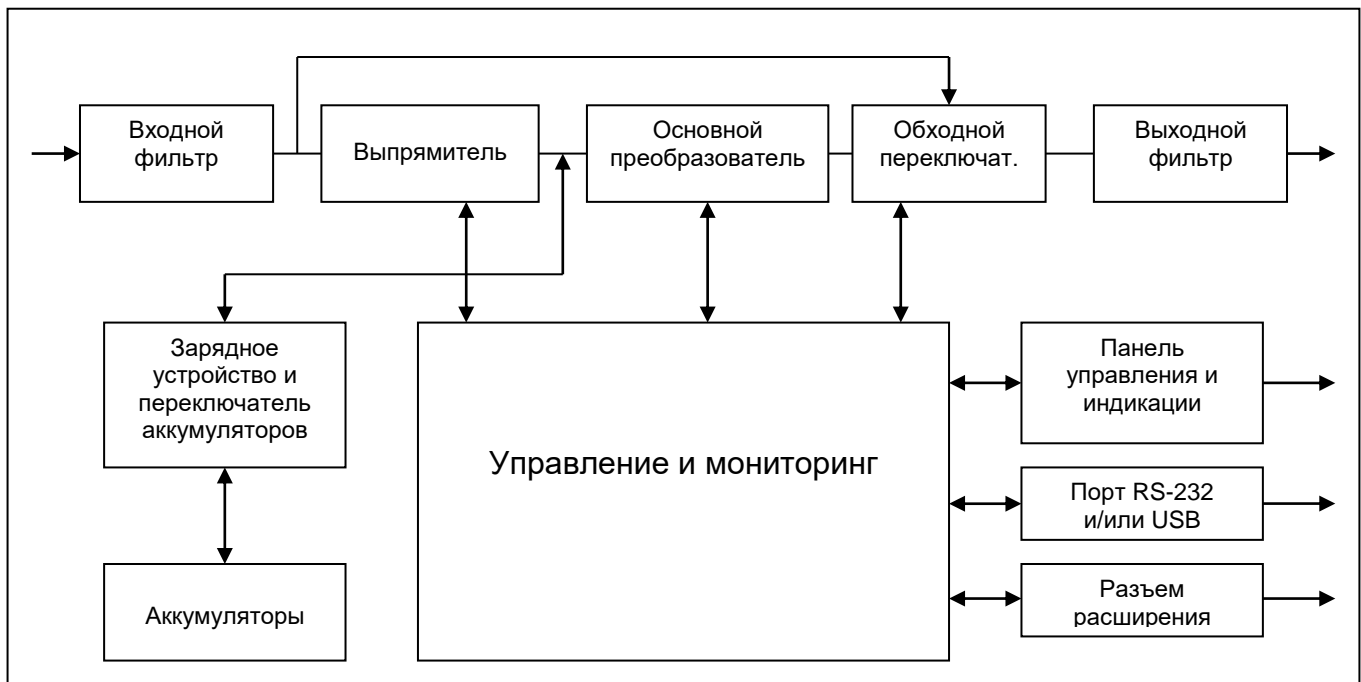 Входной
фильтр
Выпрямитель
Основной
преобразователь
Обходной
переключат.
Выходной
фильтр
Зарядное
устройство и
переключатель
аккумуляторов
Управление и мониторинг
Панель
управления и
индикации
Порт RS-232
и/или USB
Аккумуляторы
Разъем
расширения